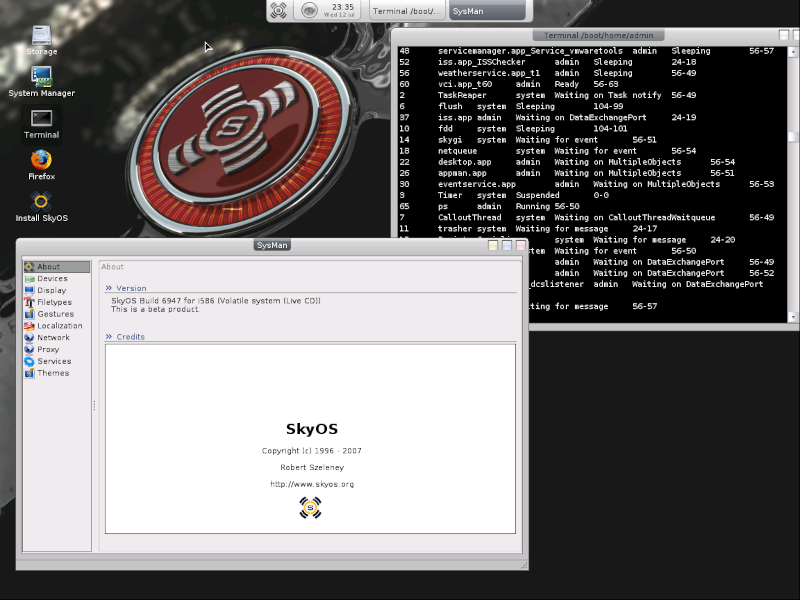 23:35
Wed 12 Jul
Terminal /boot/...
SysMan
Storage
System Manager
Terminal
Firefox
Install SkyOS
Terminal /boot/home/admin
48 servicemanager.app_Service_vmwaretools admin Sleeping 56-57
52 iss.app_ISSChecker admin Sleeping 24-18
56 weatherservice.app_t1 admin Sleeping 56-49
60 vci.app_t60 admin Ready 56-63
2 TaskReaper system Waiting on Task notify 56-49
6 flush system Sleeping 104-99
37 iss.app admin Waiting on DataExchangePort 24-19
10 fdd system Sleeping 104-101
14 skygi system Waiting for event 56-51
18 netqueue system Waiting for event 56-54
22 desktop.app admin Waiting on MultipleObjects 56-54
26 appman.app admin Waiting on MultipleObjects 56-51
30 eventservice.app admin Waiting on MultipleObjects 56-53
3 Timer system Suspended 0-0
65 ps admin Running 56-50
7 CalloutThread system Waiting on CalloutThreadWaitqueue 56-49
11 trasher system Waiting for message 24-17
system Waiting for message 24-20
stem Waiting for event 56-50
admin Waiting on DataExchangePort 56-49
admin Waiting on DataExchangePort 56-52
_dcslistener admin Waiting on DataExchangePort
iting for message 56-57
SysMan
About
Devices
Display
Filetypes
Gestures
Localization
Network
Proxy
Services
Themes
About
» Version
SkyOS Build 6947 for i586 (Volatile system (Live CD))
This is a beta product.
» Credits
SkyOS
Copyright (c) 1996 - 2007
Robert Szeleney
http://www.skyos.org
S